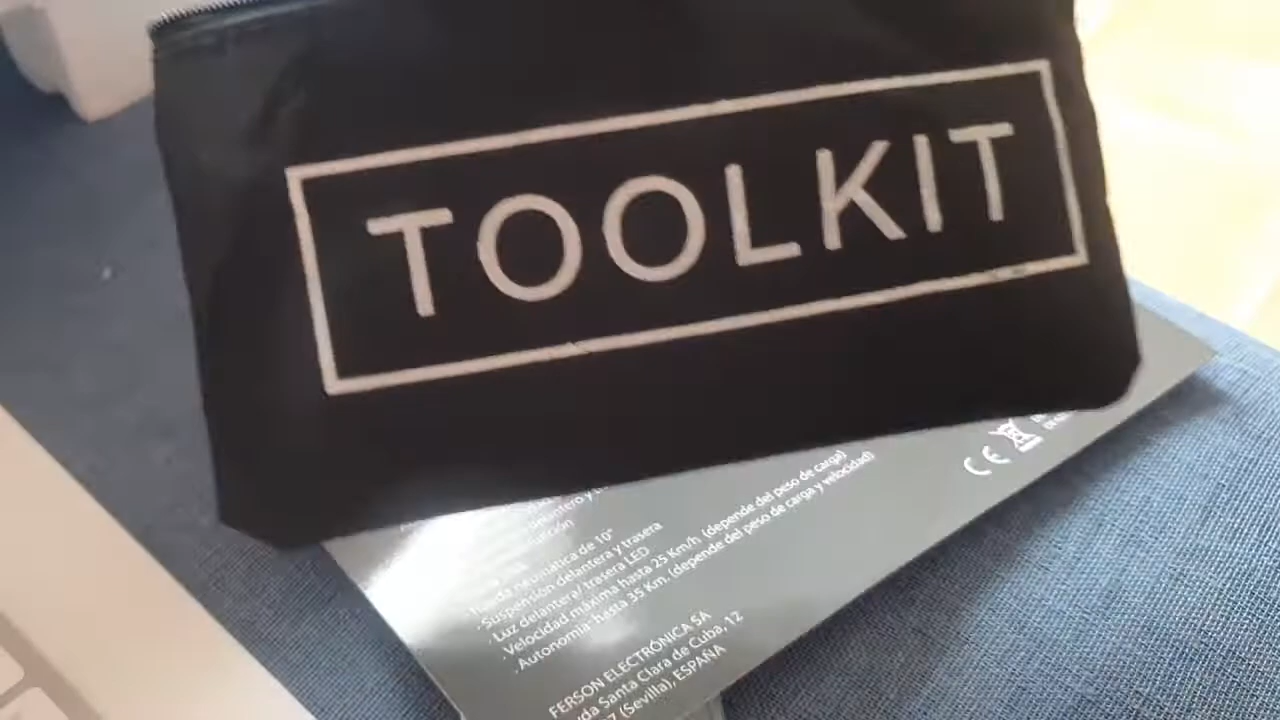 TOOLKIT
CE
neumática de 10"
. Suspensión delantera y trasera
. Luz delantera/ trasera LED
. Velocidad máxima hasta 25 Km/h (depende del peso de carga)
. Autonomía hasta 35 Km. (depende del peso de carga y velocidad)
FERSON ELECTRÓNICA SA
Santa Clara de Cuba, 12
(Sevilla), ESPAÑA